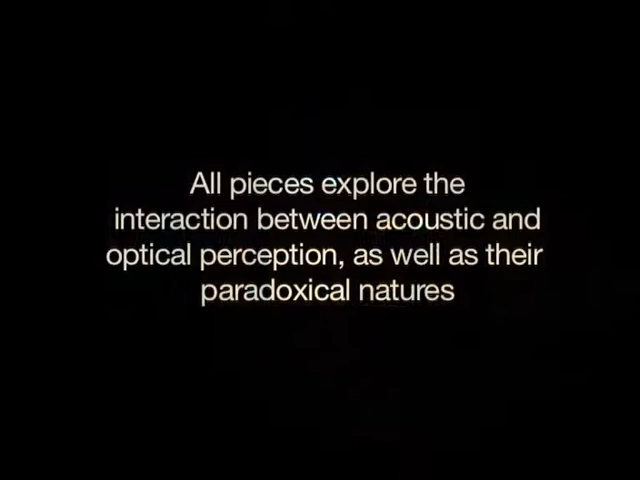 All pieces explore the
interaction between acoustic and
optical perception, as well as their
paradoxical natures